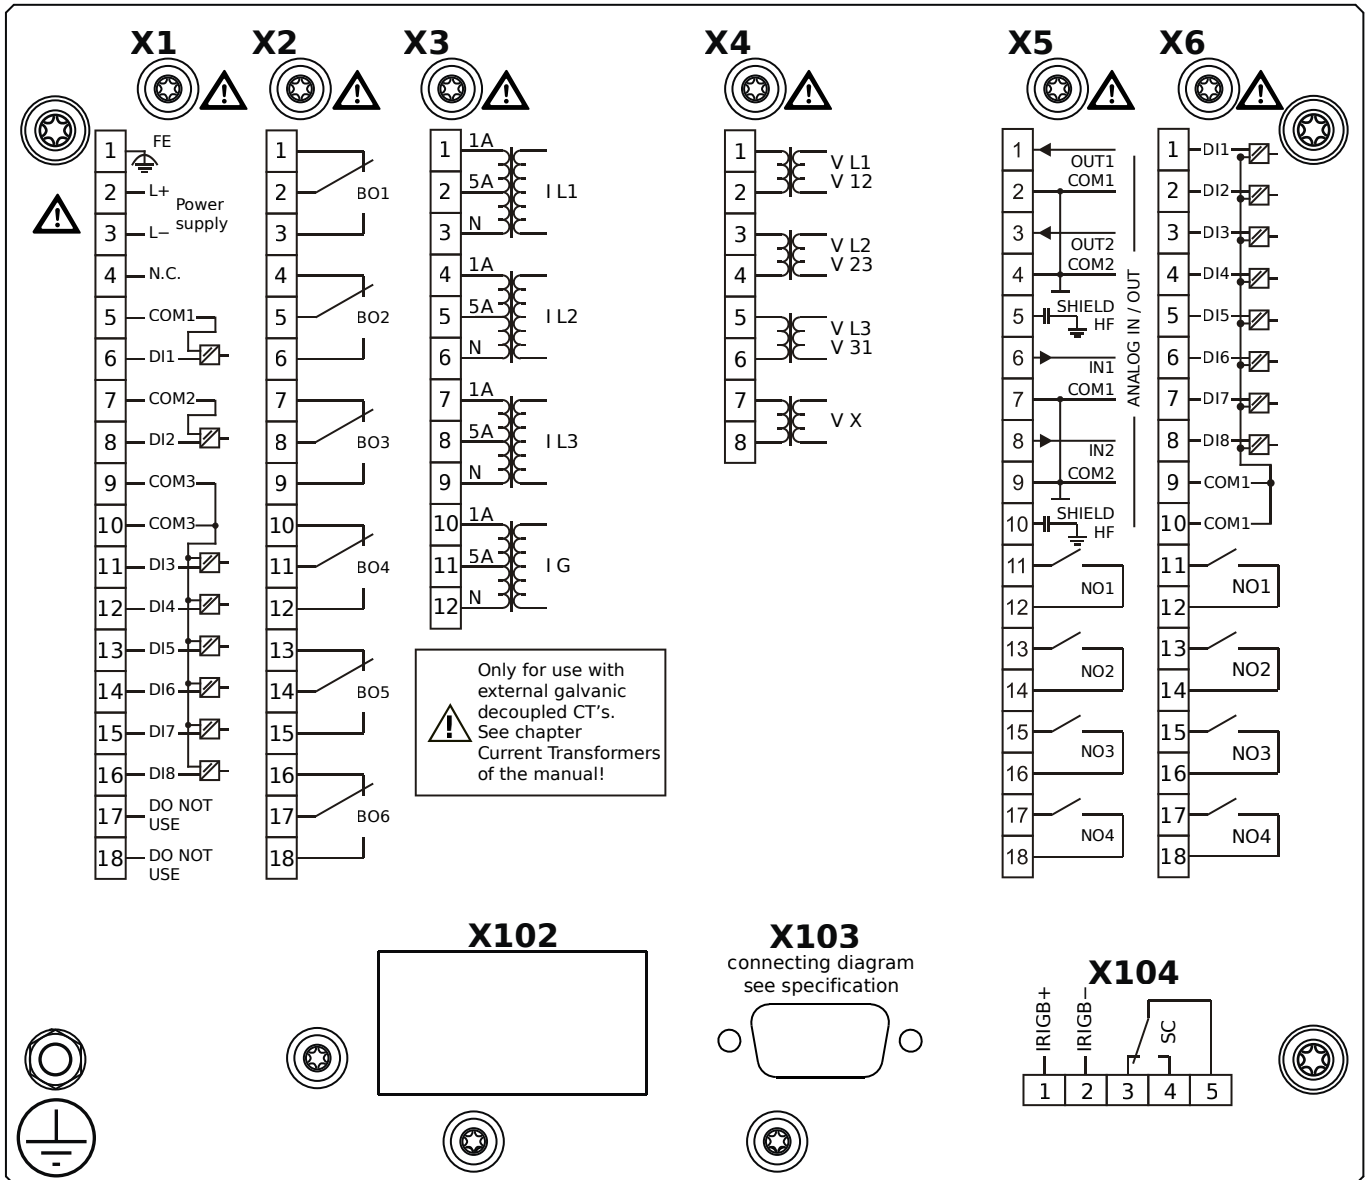 X1
X2
X3
X4
X5
X6
1 FE
2 L+
Power
supply
3 L−
4 N.C.
5 COM1
6 DI1
7 COM2
8 DI2
9 COM3
10 COM3
11 DI3
12 DI4
13 DI5
14 DI6
15 DI7
16 DI8
17 DO NOT
USE
18 DO NOT
USE
1
2 BO1
3
4
5 BO2
6
7
8 BO3
9
10
11 BO4
12
13
14 BO5
15
16
17 BO6
18
1 1A
2 5A I L1
3 N
4 1A
5 5A I L2
6 N
7 1A
8 5A I L3
9 N
10 1A
11 5A I G
12 N
Only for use with
external galvanic
decoupled CT's.
See chapter
Current Transformers
of the manual!
1 V L1
2 V 12
3 V L2
4 V 23
5 V L3
6 V 31
7 V X
8
1 OUT1
2 COM1
3 OUT2
4 COM2
5 SHIELD
HF
6 IN1
7 COM1
8 IN2
9 COM2
10 SHIELD
HF
ANALOG IN / OUT
11 NO1
12
13 NO2
14
15 NO3
16
17 NO4
18
1 DI1
2 DI2
3 DI3
4 DI4
5 DI5
6 DI6
7 DI7
8 DI8
9 COM1
10 COM1
11 NO1
12
13 NO2
14
15 NO3
16
17 NO4
18
X102
X103
connecting diagram
see specification
X104
IRIGB+
IRIGB−
SC
1 2 3 4 5